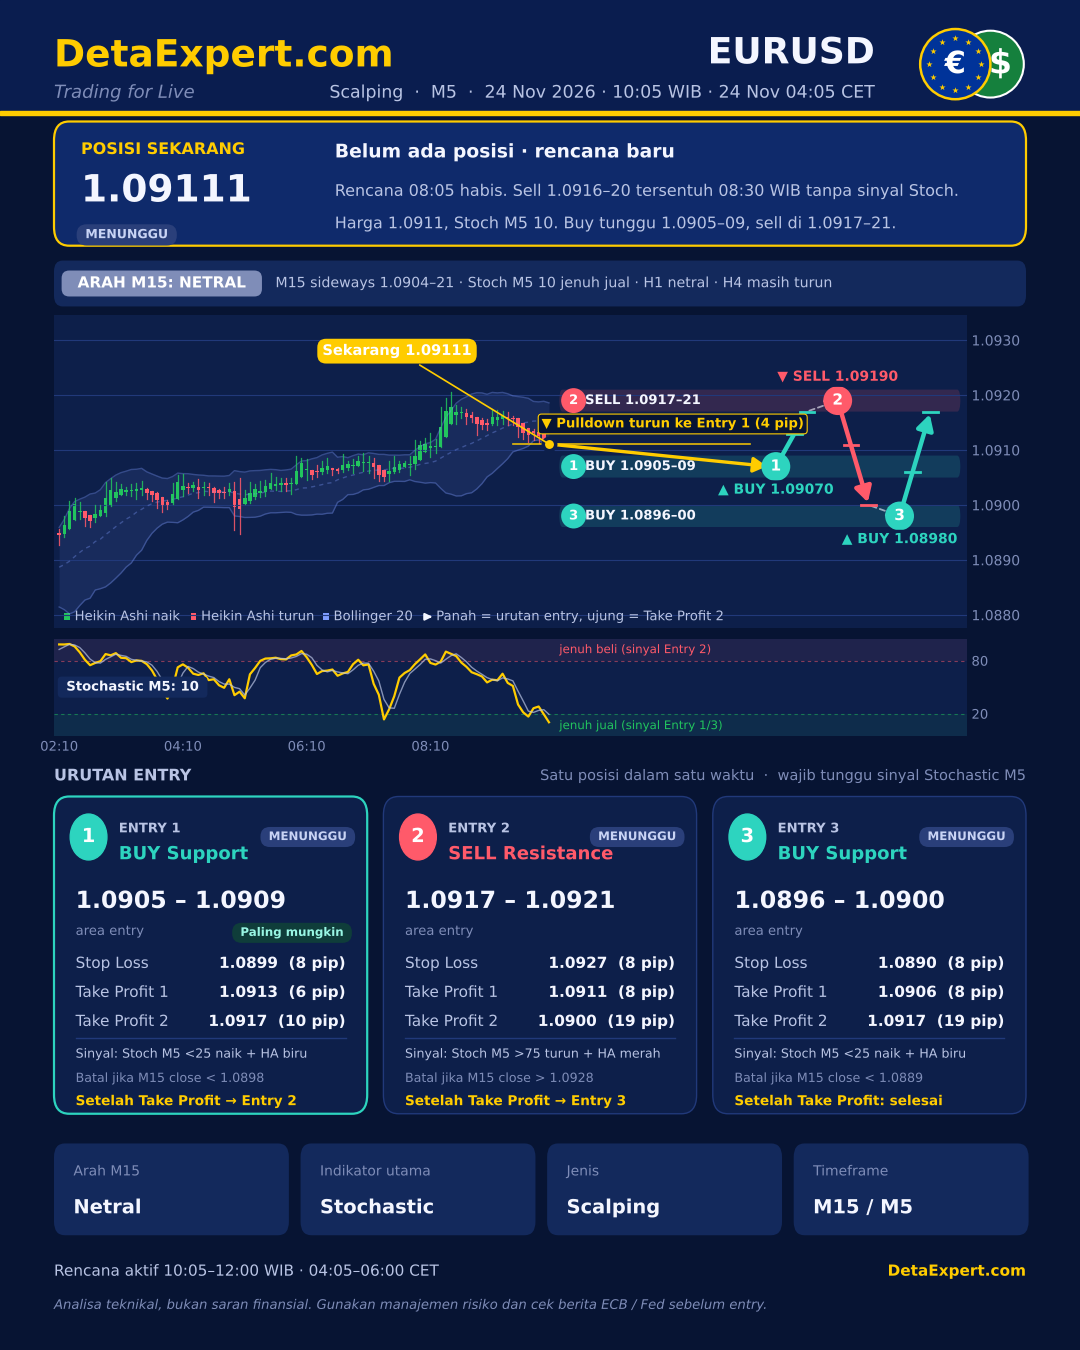 DetaExpert.com
EURUSD
€ $
Trading for Live
Scalping · M5 · 24 Nov 2026 · 10:05 WIB · 24 Nov 04:05 CET
POSISI SEKARANG
Belum ada posisi · rencana baru
1.09111
Rencana 08:05 habis. Sell 1.0916–20 tersentuh 08:30 WIB tanpa sinyal Stoch.
Harga 1.0911, Stoch M5 10. Buy tunggu 1.0905–09, sell di 1.0917–21.
MENUNGGU
ARAH M15: NETRAL
M15 sideways 1.0904–21 · Stoch M5 10 jenuh jual · H1 netral · H4 masih turun
1.0930
Sekarang 1.09111
▼ SELL 1.09190
1.0920
2 SELL 1.0917–21
2
▼ Pulldown turun ke Entry 1 (4 pip)
1.0910
1 BUY 1.0905–09
1
▲ BUY 1.09070
1.0900
3 BUY 1.0896–00
3
▲ BUY 1.08980
1.0890
Heikin Ashi naik
Heikin Ashi turun
Bollinger 20
▶ Panah = urutan entry, ujung = Take Profit 2
1.0880
jenuh beli (sinyal Entry 2)
80
Stochastic M5: 10
20
jenuh jual (sinyal Entry 1/3)
02:10 04:10 06:10 08:10
URUTAN ENTRY
Satu posisi dalam satu waktu · wajib tunggu sinyal Stochastic M5
1
ENTRY 1
MENUNGGU
BUY Support
1.0905 – 1.0909
area entry
Paling mungkin
Stop Loss 1.0899 (8 pip)
Take Profit 1 1.0913 (6 pip)
Take Profit 2 1.0917 (10 pip)
Sinyal: Stoch M5 <25 naik + HA biru
Batal jika M15 close < 1.0898
Setelah Take Profit → Entry 2
2
ENTRY 2
MENUNGGU
SELL Resistance
1.0917 – 1.0921
area entry
Stop Loss 1.0927 (8 pip)
Take Profit 1 1.0911 (8 pip)
Take Profit 2 1.0900 (19 pip)
Sinyal: Stoch M5 >75 turun + HA merah
Batal jika M15 close > 1.0928
Setelah Take Profit → Entry 3
3
ENTRY 3
MENUNGGU
BUY Support
1.0896 – 1.0900
area entry
Stop Loss 1.0890 (8 pip)
Take Profit 1 1.0906 (8 pip)
Take Profit 2 1.0917 (19 pip)
Sinyal: Stoch M5 <25 naik + HA biru
Batal jika M15 close < 1.0889
Setelah Take Profit: selesai
Arah M15
Netral
Indikator utama
Stochastic
Jenis
Scalping
Timeframe
M15 / M5
Rencana aktif 10:05–12:00 WIB · 04:05–06:00 CET
DetaExpert.com
Analisa teknikal, bukan saran finansial. Gunakan manajemen risiko dan cek berita ECB / Fed sebelum entry.